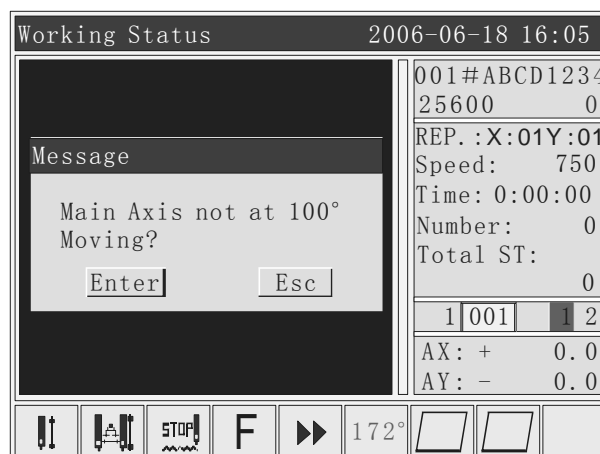 Working Status 2006-06-18 16:05
001#ABCD1234
25600 0
REP.:X:01Y:01
Speed: 750
Time: 0:00:00
Number: 0
Total ST:
0
1 001 1 2
AX: + 0.0
AY: - 0.0
Message
Main Axis not at 100°
Moving?
Enter Esc
STOP F 172°